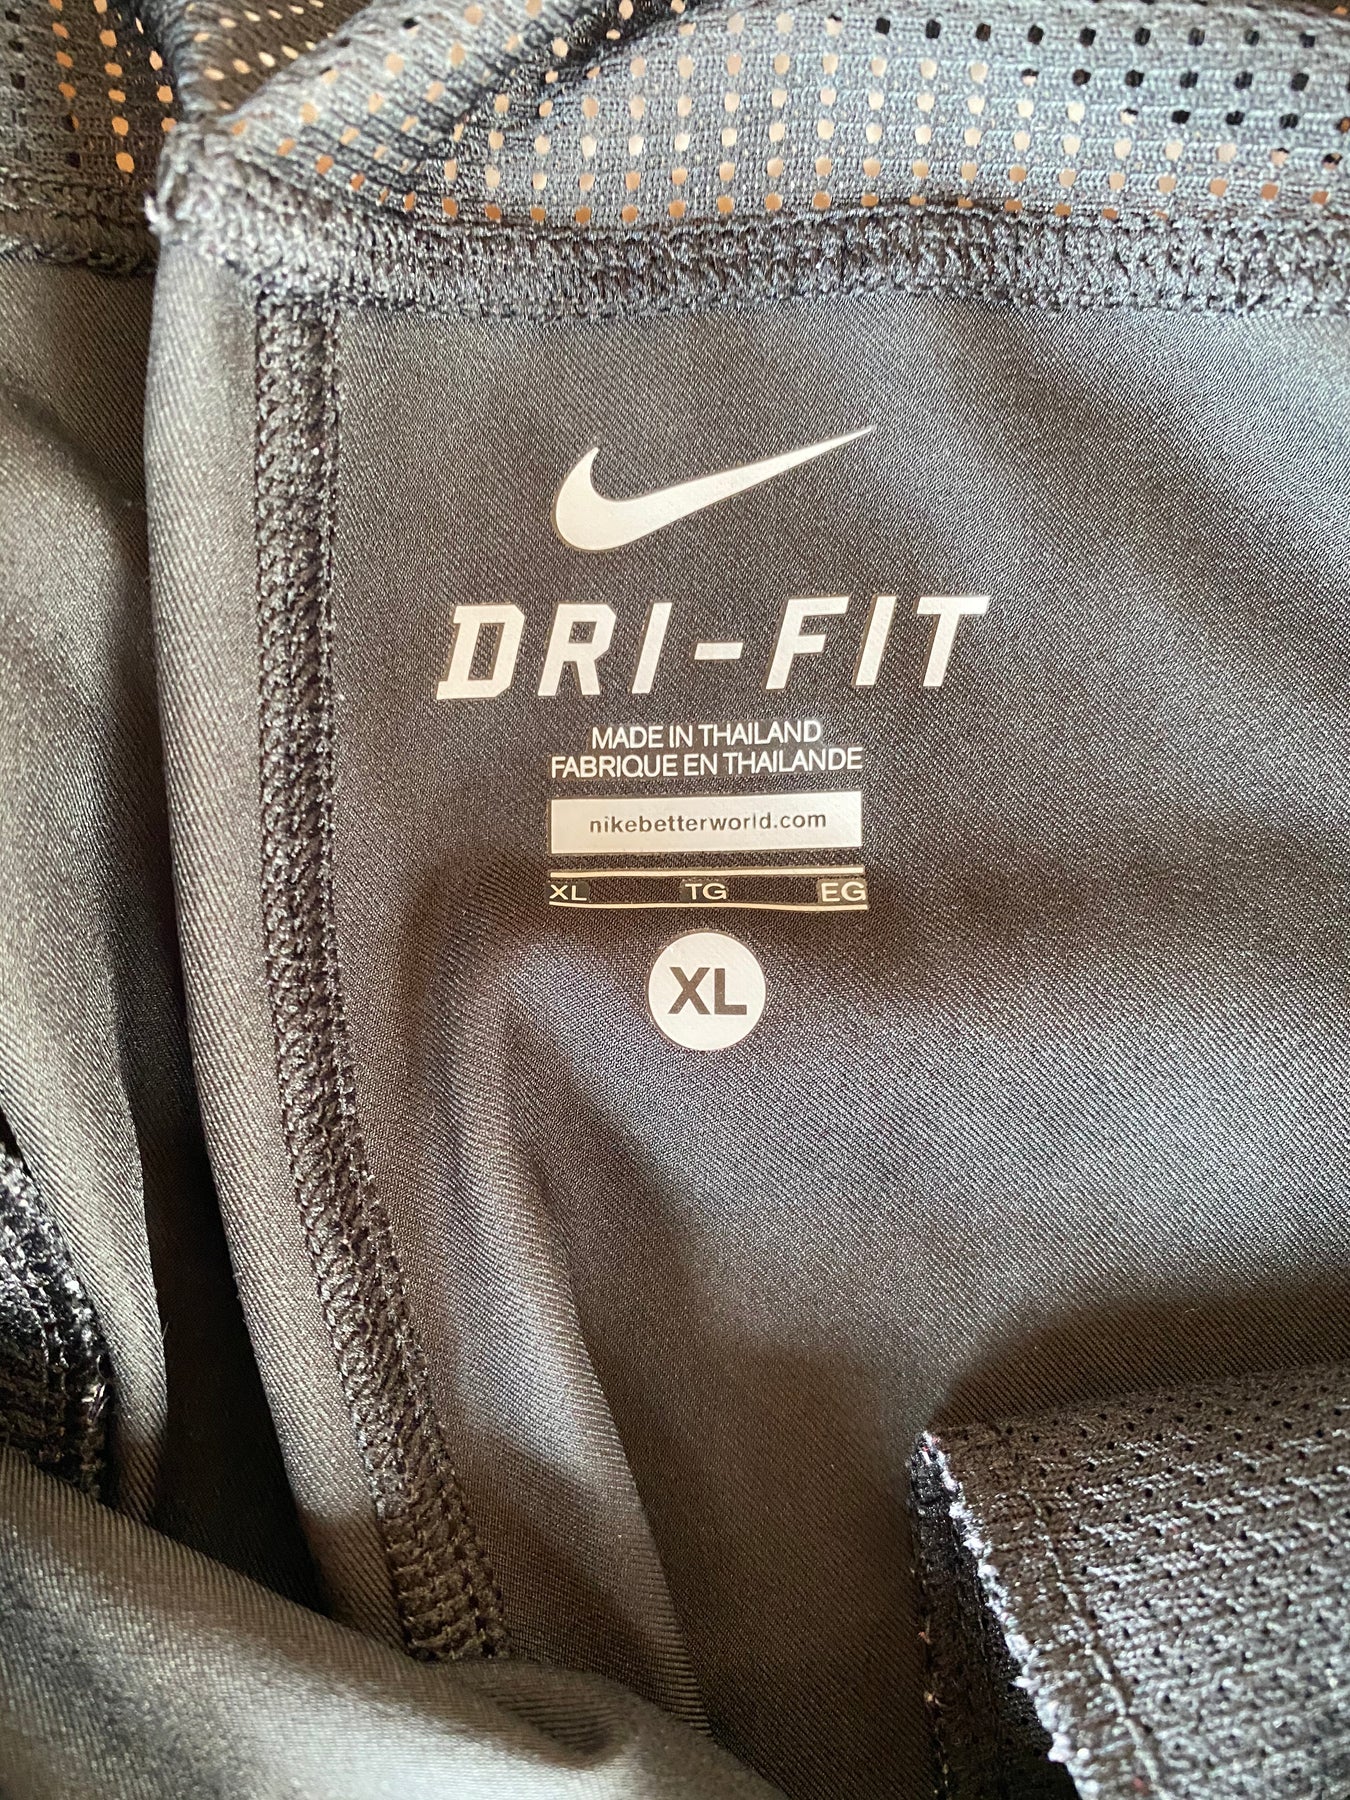 DRI-FIT
MADE IN THAILAND
FABRIQUE EN THAILANDE
nikebetterworld.com
XL TG EG
XL